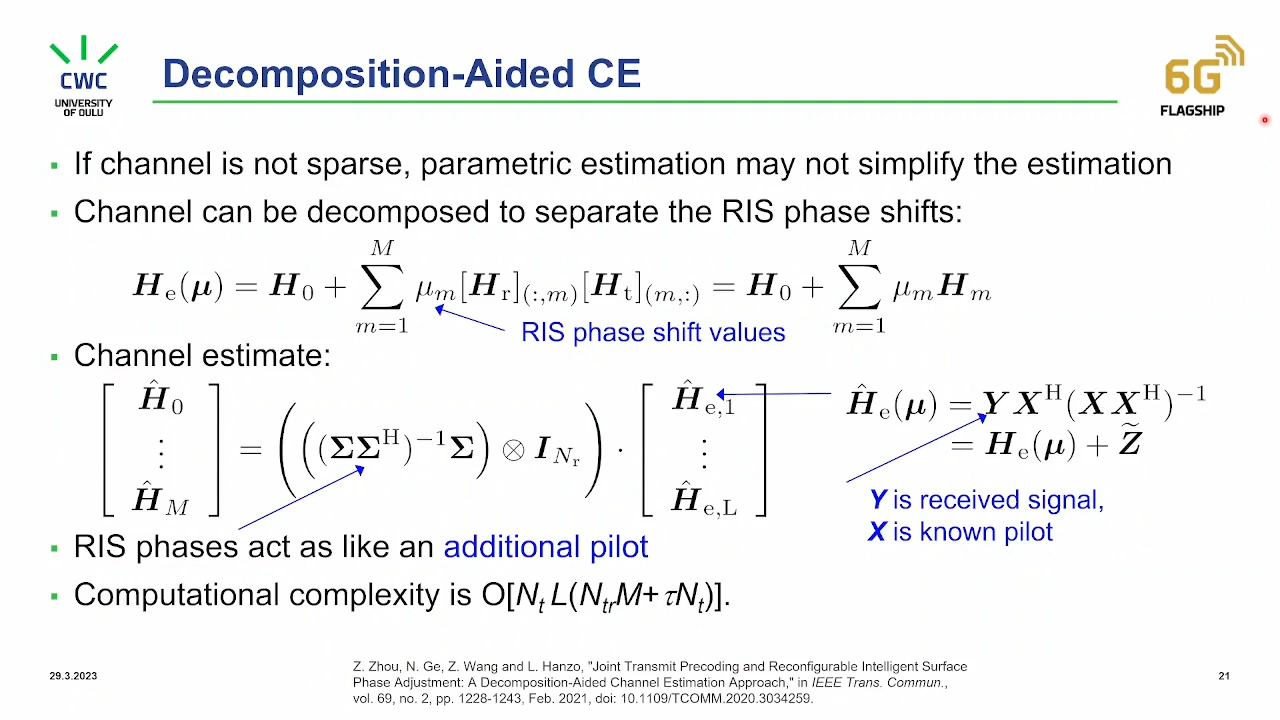 CWC
UNIVERSITY
OF OULU
Decomposition-Aided CE
6G
FLAGSHIP
▪ If channel is not sparse, parametric estimation may not simplify the estimation
▪ Channel can be decomposed to separate the RIS phase shifts:
H_e(μ) = H_0 + ∑_{m=1}^{M} μ_m [H_r]_{(:,m)} [H_t]_{(m,:)} = H_0 + ∑_{m=1}^{M} μ_m H_m
RIS phase shift values
▪ Channel estimate:
[Ĥ_0 ⋮ Ĥ_M] = (((ΣΣ^H)^{-1}Σ) ⊗ I_{N_r}) · [Ĥ_{e,1} ⋮ Ĥ_{e,L}]
Ĥ_e(μ) = Y X^H (X X^H)^{-1}
= H_e(μ) + Z̃
Y is received signal,
X is known pilot
▪ RIS phases act as like an additional pilot
▪ Computational complexity is O[N_t L(N_tr M+ τN_t)].
29.3.2023
Z. Zhou, N. Ge, Z. Wang and L. Hanzo, "Joint Transmit Precoding and Reconfigurable Intelligent Surface
Phase Adjustment: A Decomposition-Aided Channel Estimation Approach," in IEEE Trans. Commun.,
vol. 69, no. 2, pp. 1228-1243, Feb. 2021, doi: 10.1109/TCOMM.2020.3034259.
21